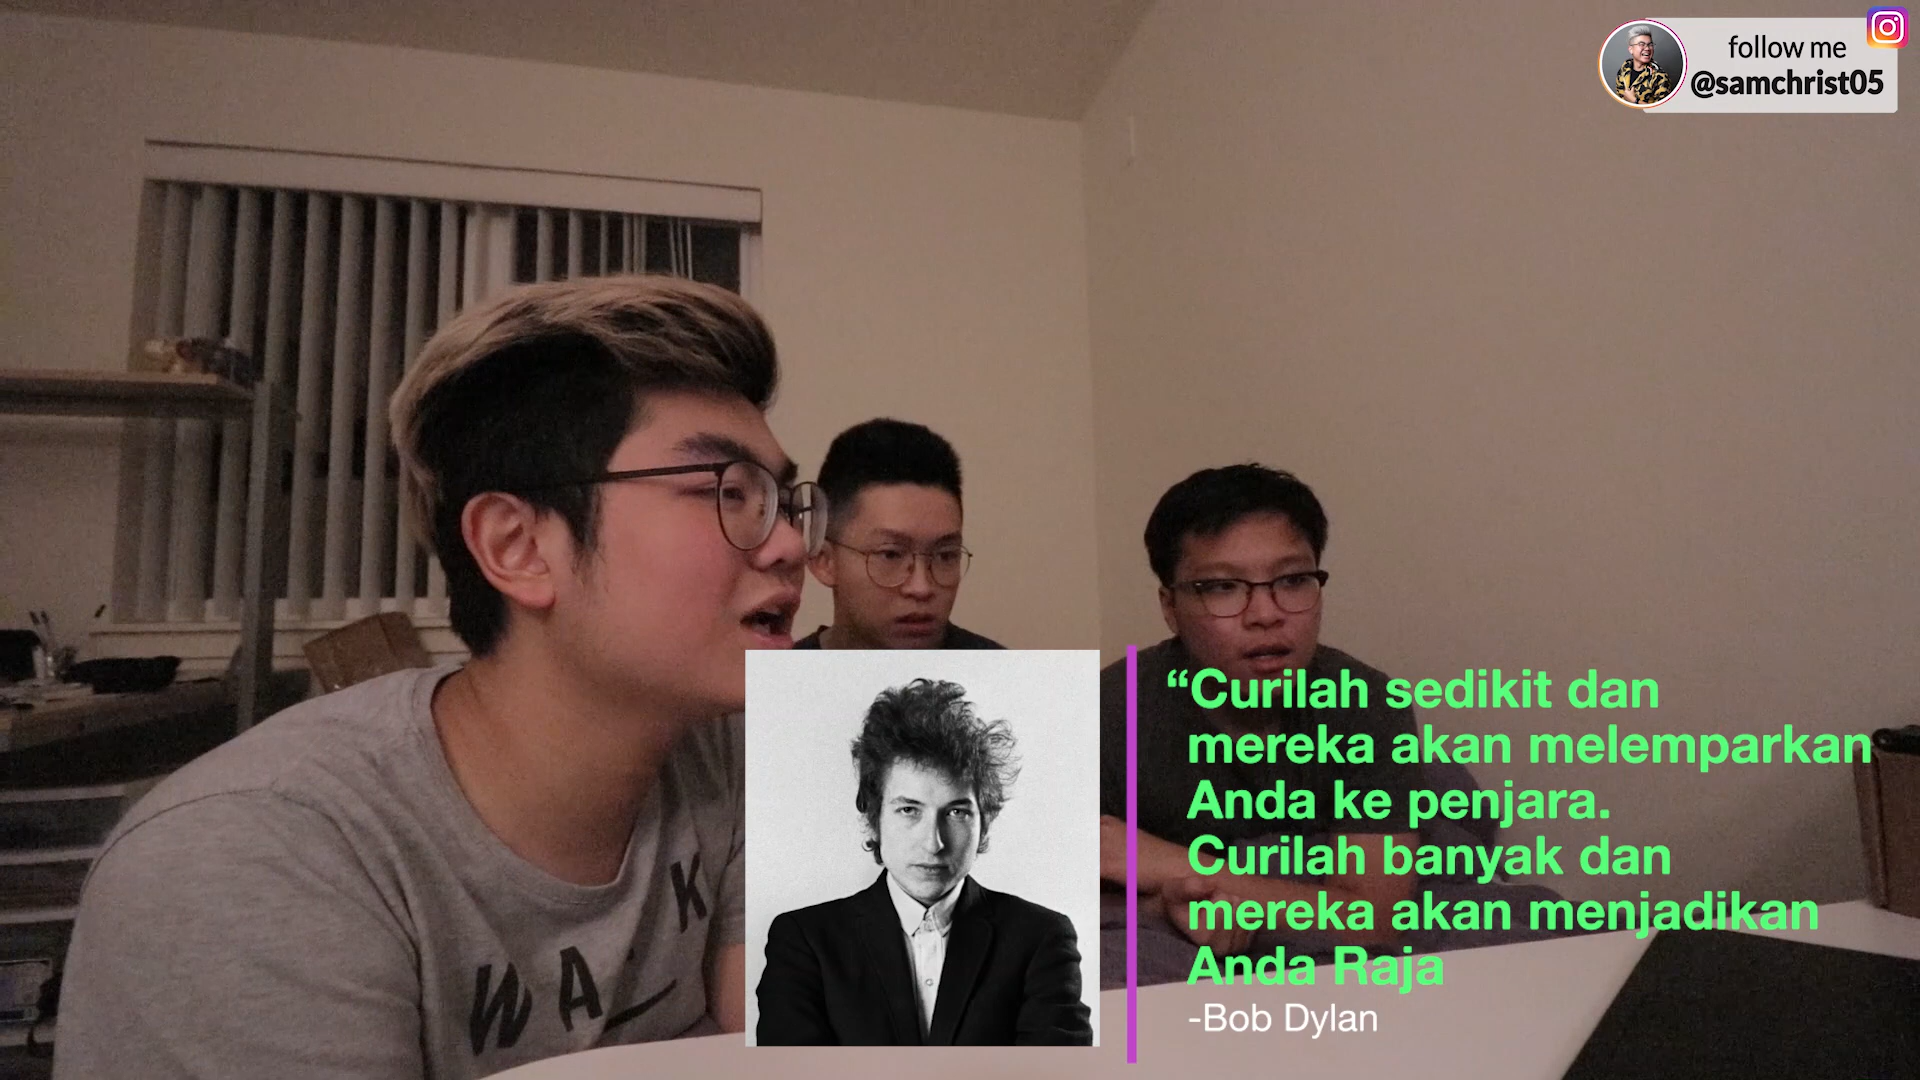 follow me
@samchrist05
W A K
“Curilah sedikit dan
mereka akan melemparkan
Anda ke penjara.
Curilah banyak dan
mereka akan menjadikan
Anda Raja
-Bob Dylan